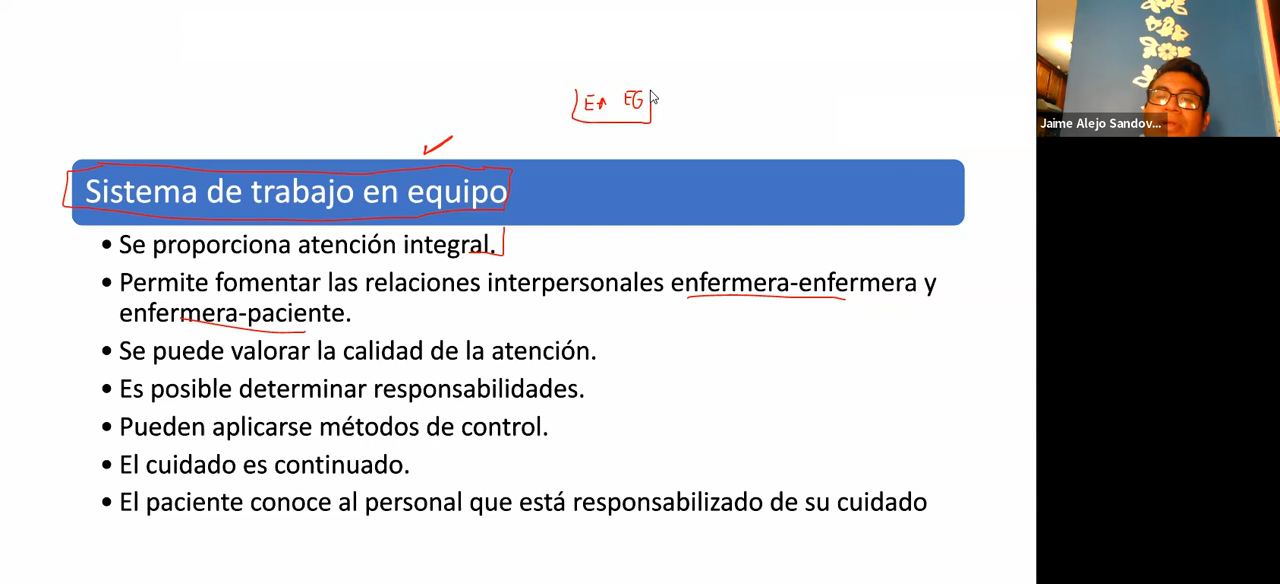 EG
Jaime Alejo Sandov...
Sistema de trabajo en equipo
• Se proporciona atención integral.
• Permite fomentar las relaciones interpersonales enfermera-enfermera y
enfermera-paciente.
• Se puede valorar la calidad de la atención.
• Es posible determinar responsabilidades.
• Pueden aplicarse métodos de control.
• El cuidado es continuado.
• El paciente conoce al personal que está responsabilizado de su cuidado